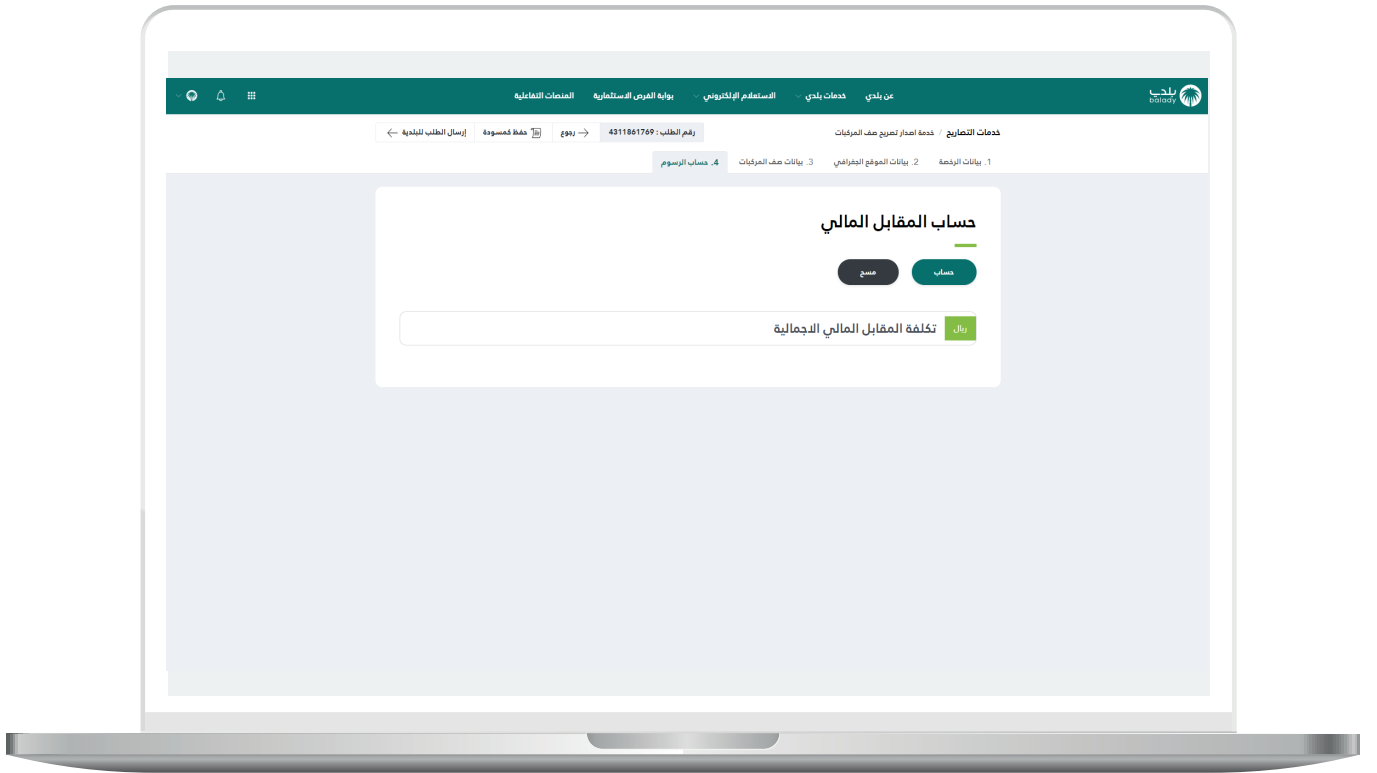 بلدي
balady
عن بلدي خدمات بلدي الاستعلام الإلكتروني بوابة الفرص الاستثمارية المنصات التفاعلية
خدمات التصاريح / خدمة اصدار تصريح صف المركبات رقم الطلب : 4311861769 رجوع حفظ كمسودة إرسال الطلب للبلدية
1. بيانات الرخصة 2. بيانات الموقع الجغرافي 3. بيانات صف المركبات 4. حساب الرسوم
حساب المقابل المالي
حساب مسح
ريال تكلفة المقابل المالي الاجمالية